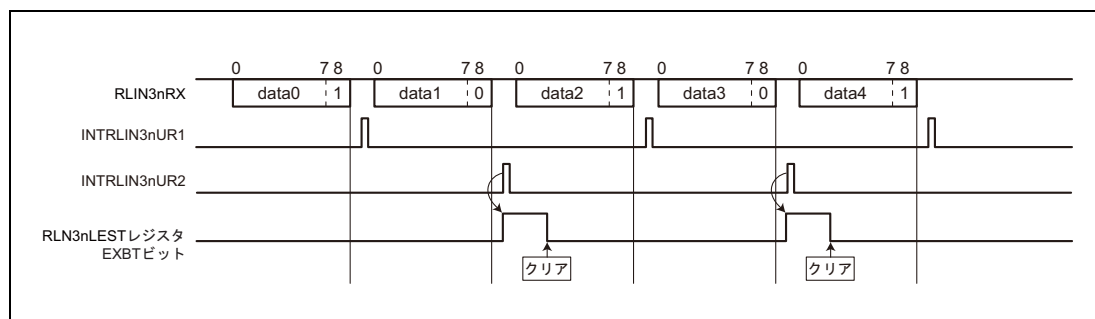 0 7 8 0 7 8 0 7 8 0 7 8 0 7 8
RLIN3nRX data0 1 data1 0 data2 1 data3 0 data4 1
INTRLIN3nUR1
INTRLIN3nUR2
RLN3nLESTレジスタ
EXBTビット
クリア クリア